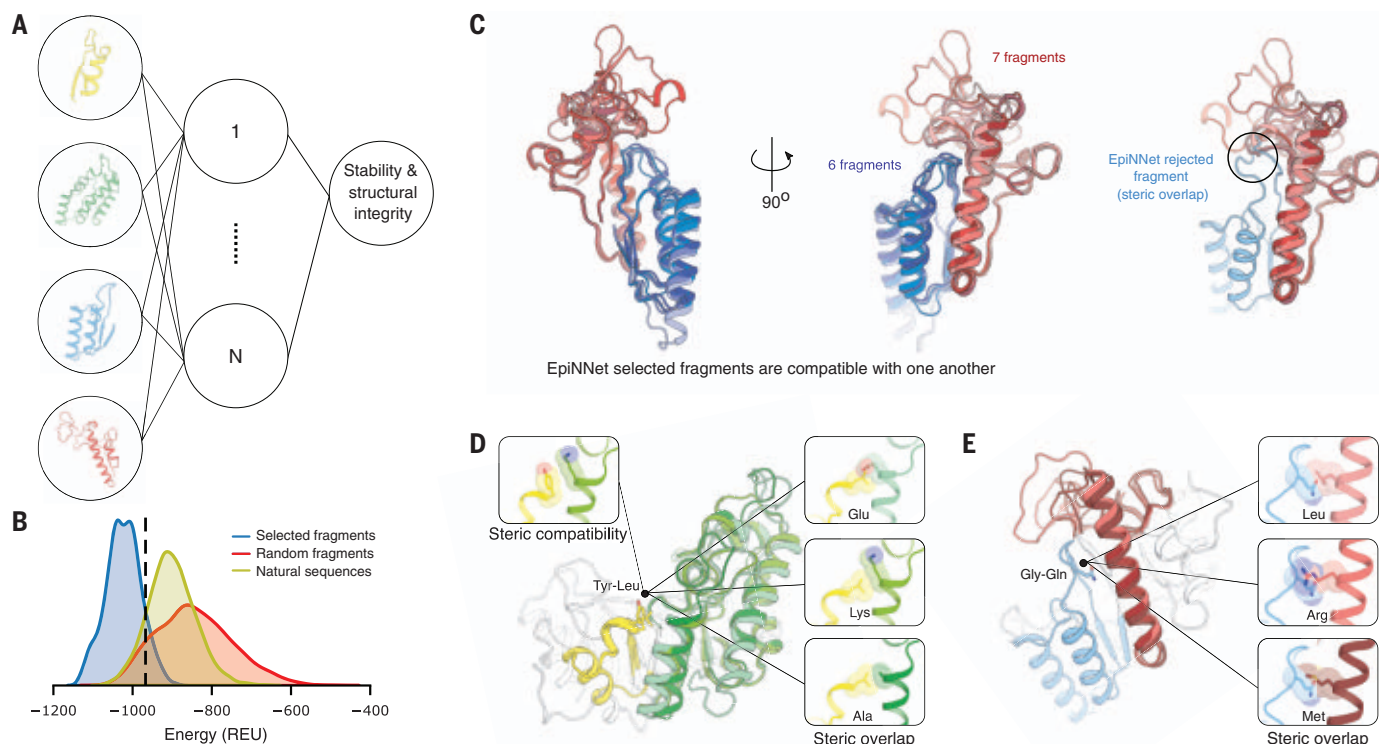 A
1
N
Stability &
structural
integrity
B
Selected fragments
Random fragments
Natural sequences
−1200
−1000
−800
−600
−400
Energy (REU)
C
7 fragments
6 fragments
90º
EpiNNet rejected
fragment
(steric overlap)
EpiNNet selected fragments are compatible with one another
D
Steric compatibility
Tyr-Leu
Glu
Lys
Ala
Steric overlap
E
Gly-Gln
Leu
Arg
Met
Steric overlap